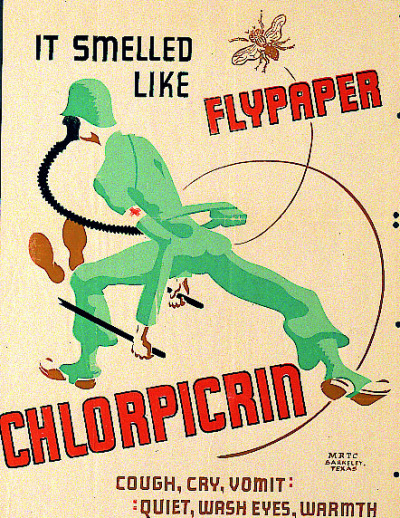 IT SMELLED
LIKE
FLYPAPER
CHLORPICRIN
MRTC
BARKELEY,
TEXAS
COUGH, CRY, VOMIT:
:QUIET, WASH EYES, WARMTH